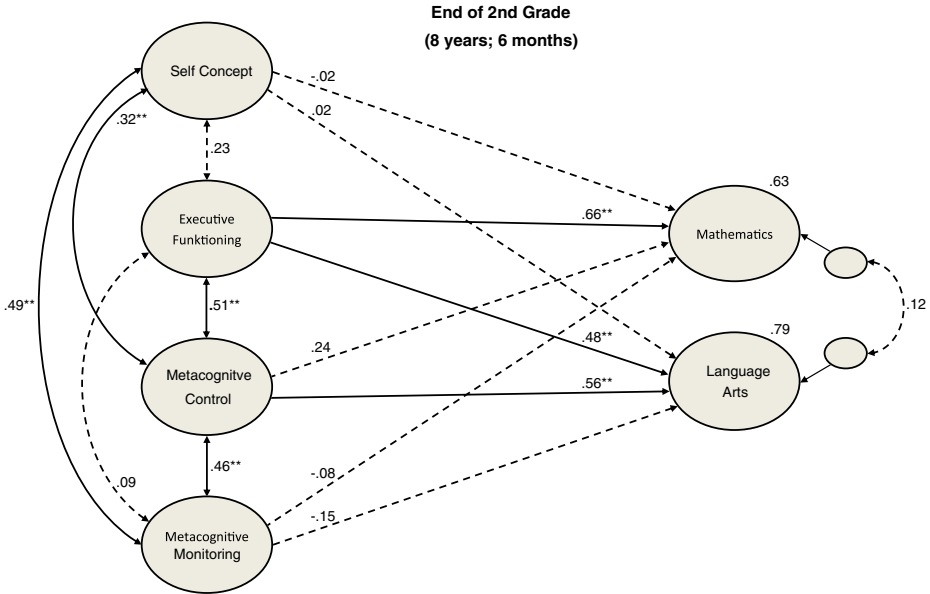 End of 2nd Grade
(8 years; 6 months)
Self Concept
-.02
.02
.32**
.23
.63
Executive
Funktioning
.66**
Mathematics
.49**
.51**
.12
.24
.48**
.79
Metacognitve
Control
.56**
Language
Arts
.46**
-.08
.09
-.15
Metacognitive
Monitoring